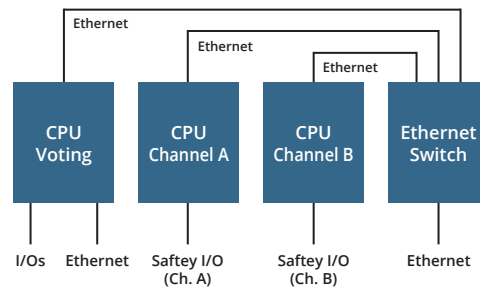 Ethernet
Ethernet
Ethernet
CPU
Voting
CPU
Channel A
CPU
Channel B
Ethernet
Switch
I/Os
Ethernet
Saftey I/O
(Ch. A)
Saftey I/O
(Ch. B)
Ethernet